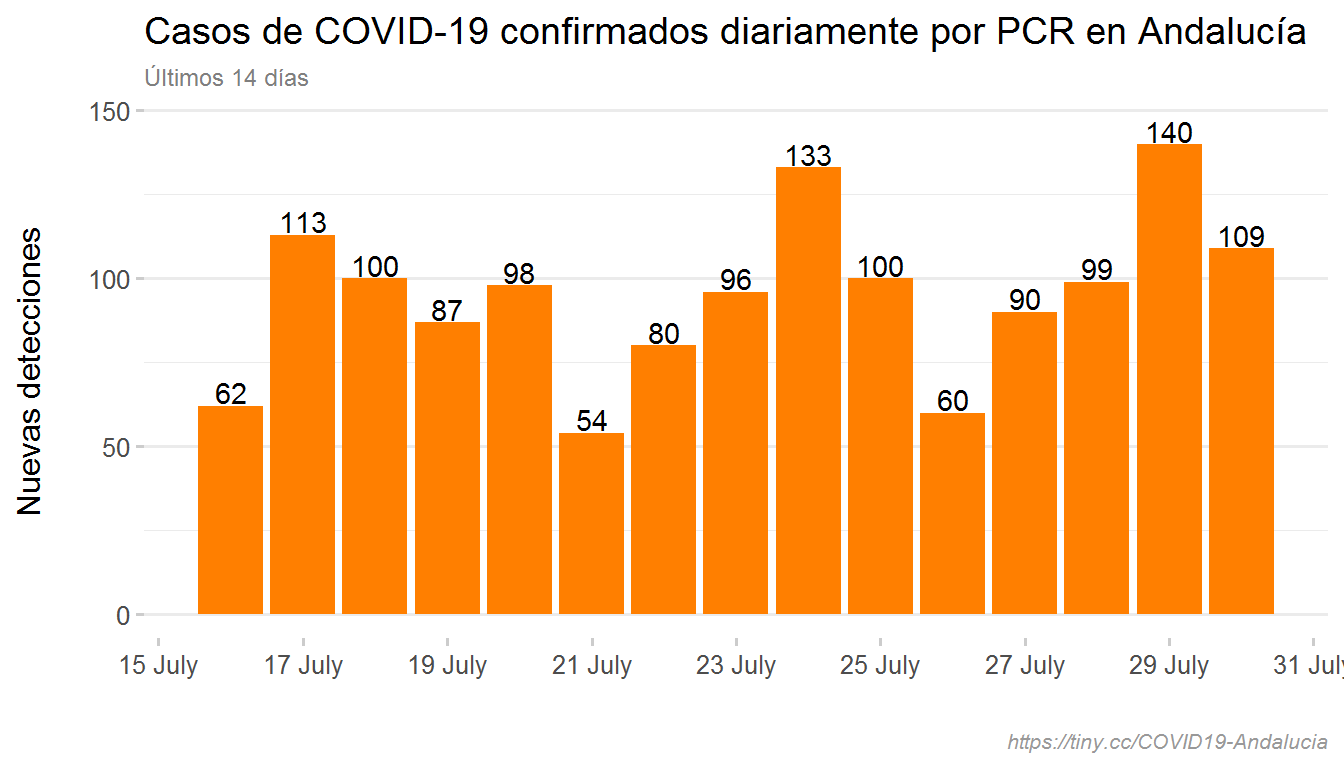 Casos de COVID-19 confirmados diariamente por PCR en Andalucía
Últimos 14 días
Nuevas detecciones
150
100
50
0
62
113
100
87
98
54
80
96
133
100
60
90
99
140
109
15 July
17 July
19 July
21 July
23 July
25 July
27 July
29 July
31 July
https://tiny.cc/COVID19-Andalucia